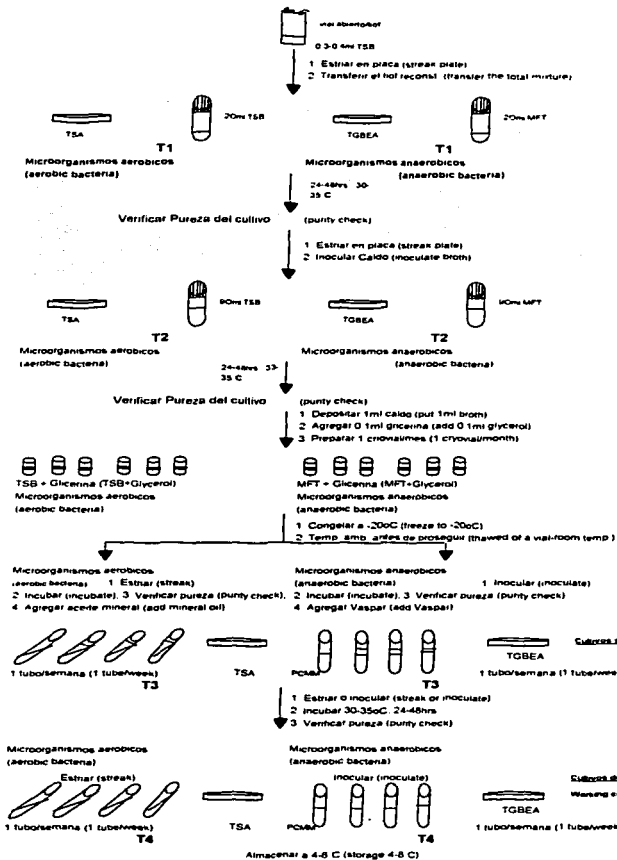 0.3-0.4ml TSB
1 Estriar en placa (streak plate)
2 Transferir el liof reconst. (transfer the total mixture)
TSA
20ml TSB
TGBEA
20ml MFT
T1
T1
Microorganismos aerobicos
(aerobic bacteria)
Microorganismos anaerobicos
(anaerobic bacteria)
24-48hrs 30-
35 C
Verificar Pureza del cultivo (purity check)
1 Estriar en placa (streak plate)
2 Inocular Caldo (inoculate broth)
TSA
90ml TSB
TGBEA
90ml MFT
T2
T2
Microorganismos aerobicos
(aerobic bacteria)
Microorganismos anaerobicos
(anaerobic bacteria)
24-48hrs
35 C
Verificar Pureza del cultivo (purity check)
1 Depositar 1ml caldo (put 1ml broth)
2 Agregar 0 1ml glicerina (add 0 1ml glycerol)
3 Preparar 1 criovial/mes (1 cryovial/month)
TSB + Glicerina (TSB+Glycerol)
Microorganismos aerobicos
(aerobic bacteria)
MFT + Glicerina (MFT+Glycerol)
Microorganismos anaerobicos
(anaerobic bacteria)
1 Congelar a -20oC (freeze to -20oC)
2 Temp. amb. antes de proseguir (thawed of a vial-room temp )
Microorganismos aerobicos
(aerobic bacteria) 1 Estriar (streak)
2 Incubar (incubate), 3 Verificar pureza (purity check),
4 Agregar aceite mineral (add mineral oil)
Microorganismos anaerobicos
(anaerobic bacteria) 1 Inocular (inoculate)
2 Incubar (incubate), 3 Verificar pureza (purity check)
4 Agregar Vaspar (add Vaspar)
TSA
PCMM
TGBEA
1 tubo/semana (1 tube/week)
1 tubo/semana (1 tube/week
T3
T3
1 Estriar o inocular (streak or inoculate)
2 Incubar 30-35oC, 24-48hrs
3 Verificar pureza (purity check)
Microorganismos aerobicos
(aerobic bacteria)
Estriar (streak)
Microorganismos anaerobicos
(anaerobic bacteria)
Inocular (inoculate)
Cultivos
Working
TSA
PCMM
TGBEA
1 tubo/semana (1 tube/week)
1 tubo/semana (1 tube/week
T4
T4
Almacenar a 4-8 C (storage 4-8 C)